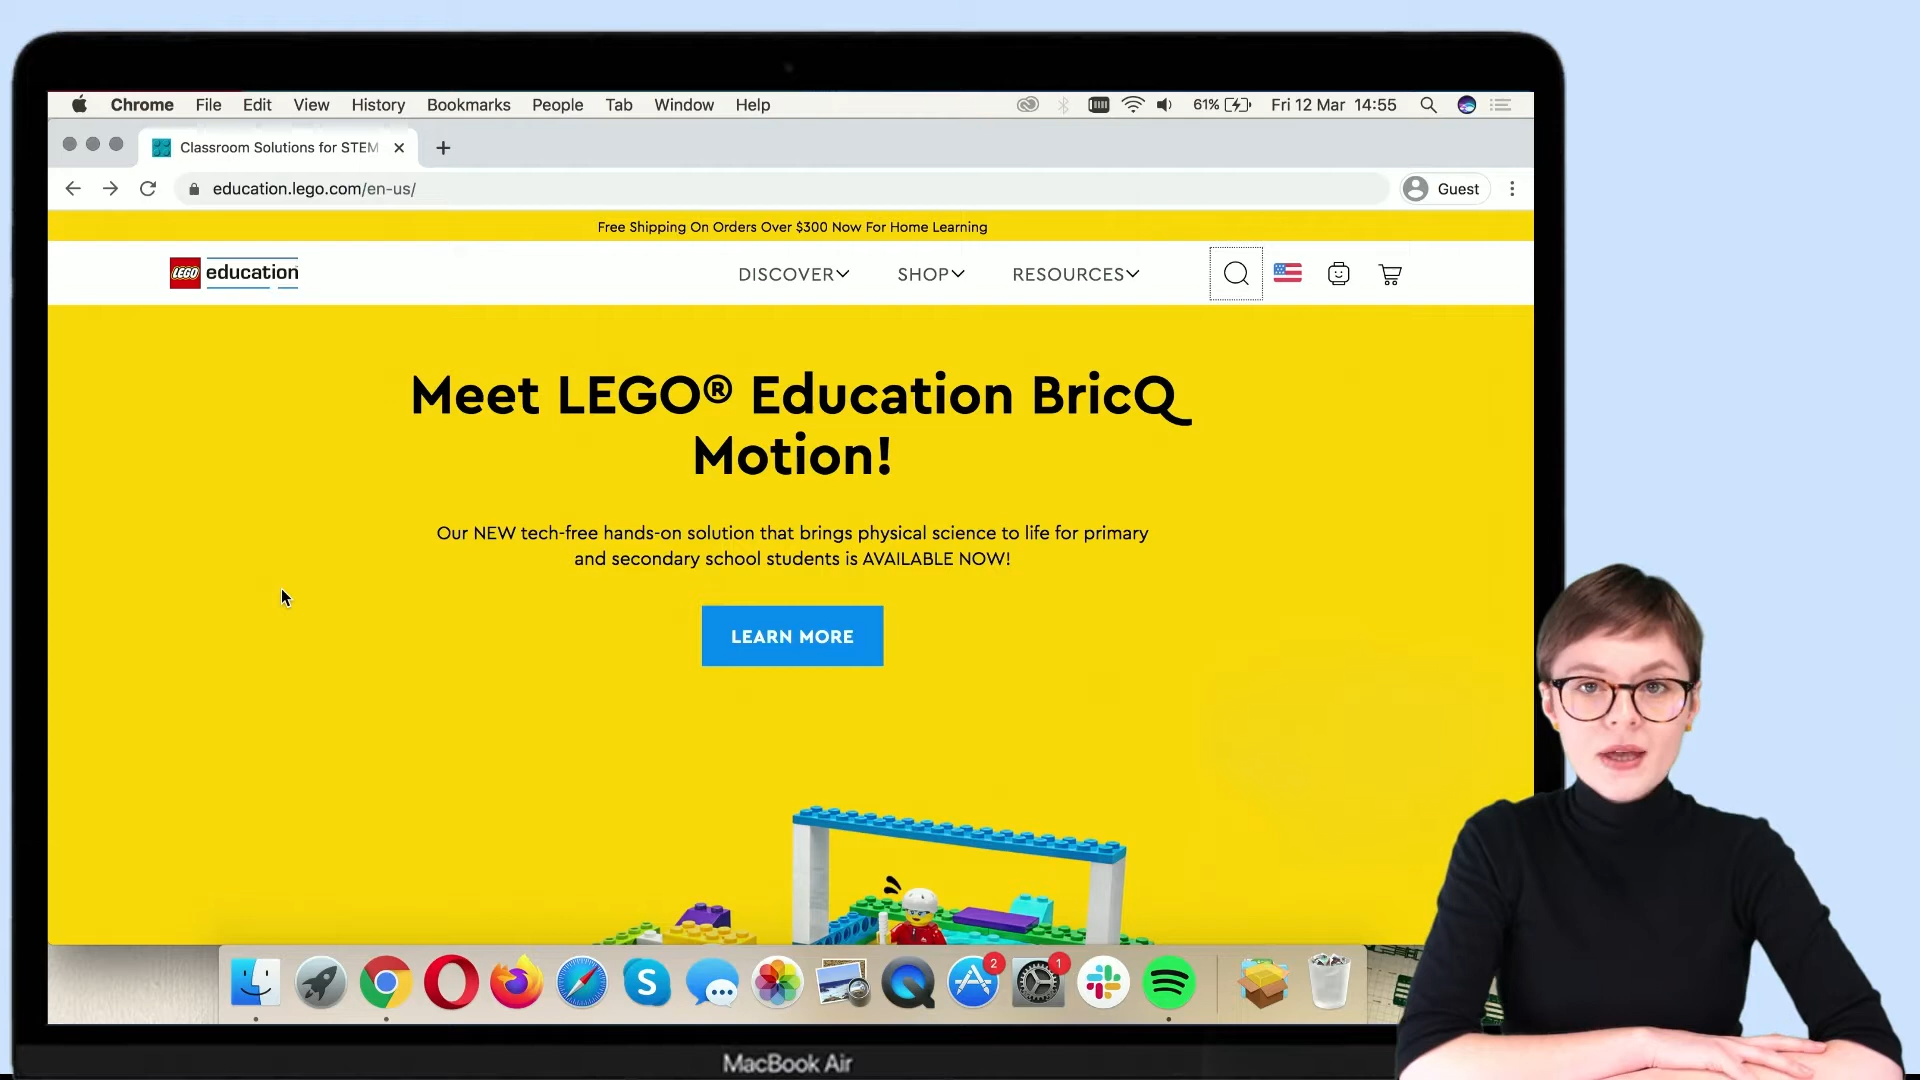 Chrome File Edit View History Bookmarks People Tab Window Help 61% Fri 12 Mar 14:55
Classroom Solutions for STEM
education.lego.com/en-us/ Guest
Free Shipping On Orders Over $300 Now For Home Learning
LEGO education DISCOVER SHOP RESOURCES
Meet LEGO® Education BricQ
Motion!
Our NEW tech-free hands-on solution that brings physical science to life for primary
and secondary school students is AVAILABLE NOW!
LEARN MORE
2 1
MacBook Air